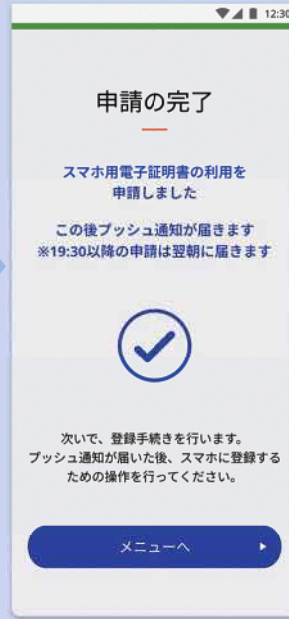 12:30
申請の完了
スマホ用電子証明書の利用を
申請しました
この後プッシュ通知が届きます
※19:30以降の申請は翌朝に届きます
次いで、登録手続きを行います。
プッシュ通知が届いた後、スマホに登録する
ための操作を行ってください。
メニューへ